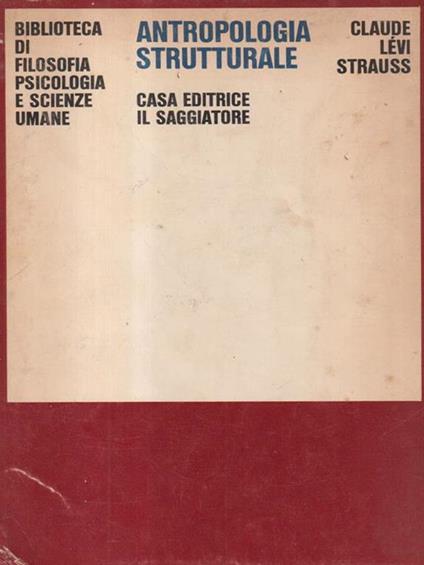 BIBLIOTECA
DI
FILOSOFIA
PSICOLOGIA
E SCIENZE
UMANE
ANTROPOLOGIA
STRUTTURALE
CASA EDITRICE
IL SAGGIATORE
CLAUDE
LÉVI
STRAUSS